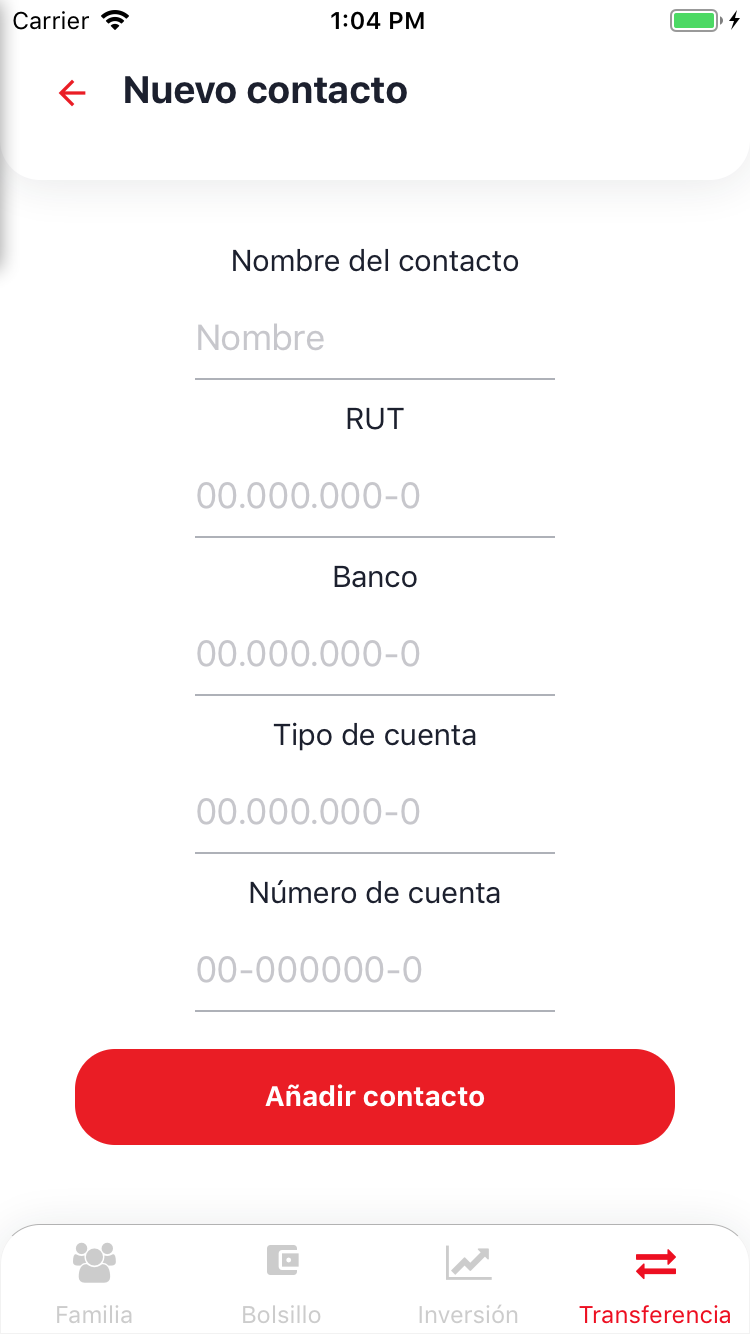 Carrier 1:04 PM
Nuevo contacto
Nombre del contacto
Nombre
RUT
00.000.000-0
Banco
00.000.000-0
Tipo de cuenta
00.000.000-0
Número de cuenta
00-000000-0
Añadir contacto
Familia Bolsillo Inversión Transferencia